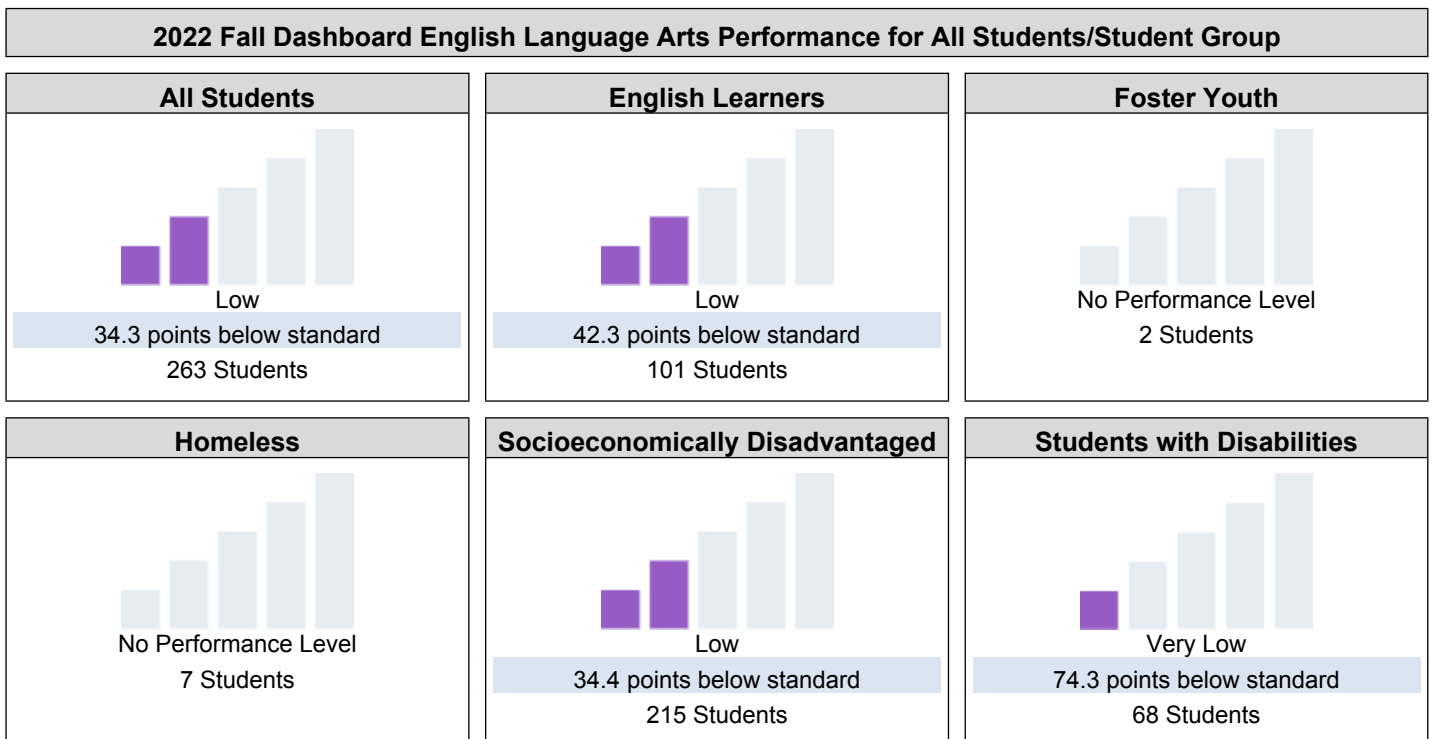 2022 Fall Dashboard English Language Arts Performance for All Students/Student Group
All Students
Low
34.3 points below standard
263 Students
English Learners
Low
42.3 points below standard
101 Students
Foster Youth
No Performance Level
2 Students
Homeless
No Performance Level
7 Students
Socioeconomically Disadvantaged
Low
34.4 points below standard
215 Students
Students with Disabilities
Very Low
74.3 points below standard
68 Students